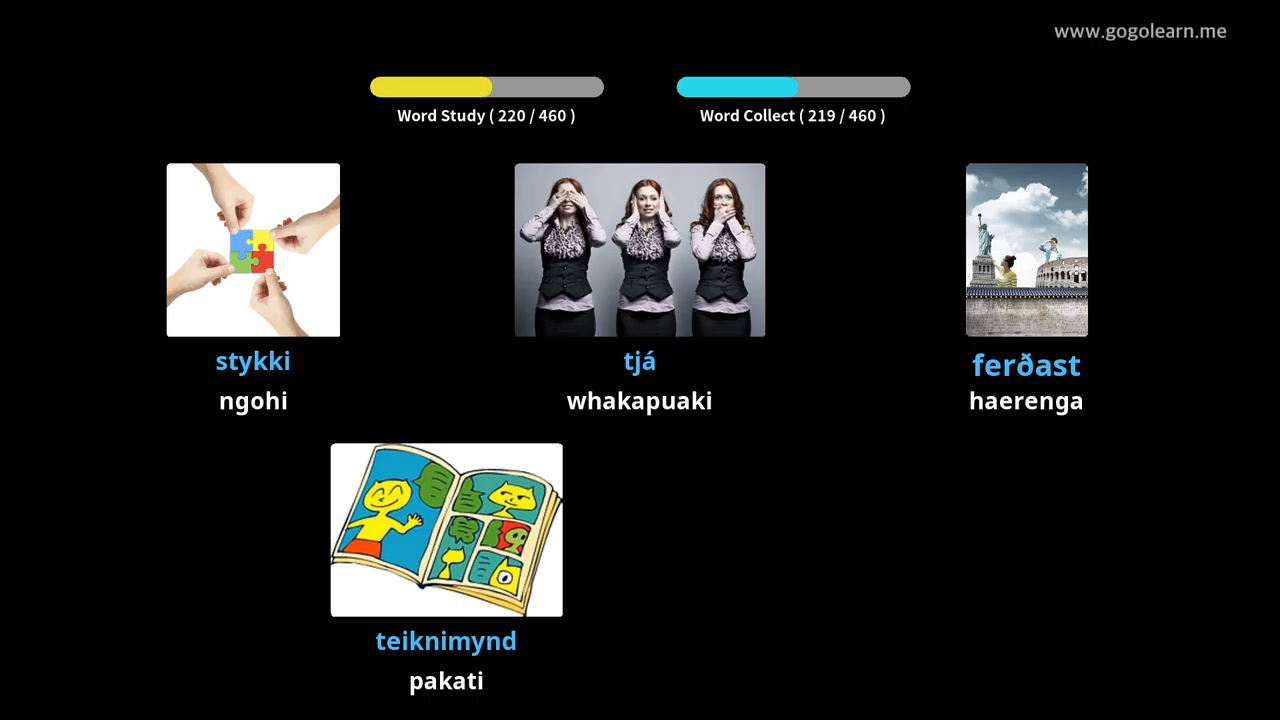 www.gogolearn.me
Word Study ( 220 / 460 )
Word Collect ( 219 / 460 )
stykki
tjá
ferðast
ngohi
whakapuaki
haerenga
teiknimynd
pakati